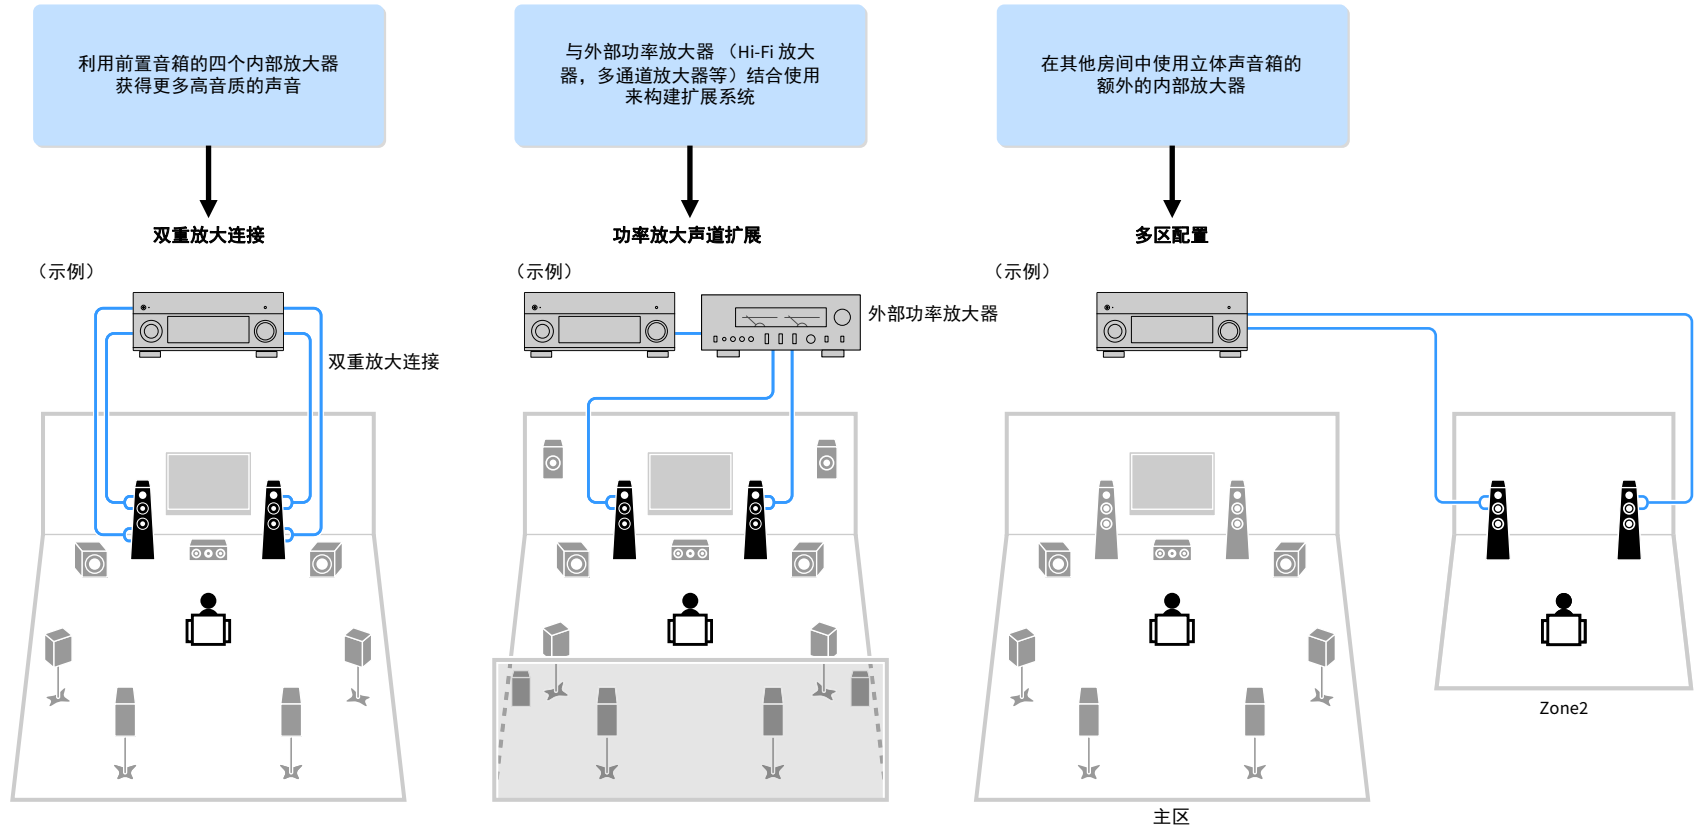 利用前置音箱的四个内部放大器
获得更多高音质的声音
双重放大连接
（示例）
双重放大连接
与外部功率放大器 （Hi-Fi 放大
器，多通道放大器等）结合使用
来构建扩展系统
功率放大声道扩展
（示例）
外部功率放大器
在其他房间中使用立体声音箱的
额外的内部放大器
多区配置
（示例）
主区
Zone2